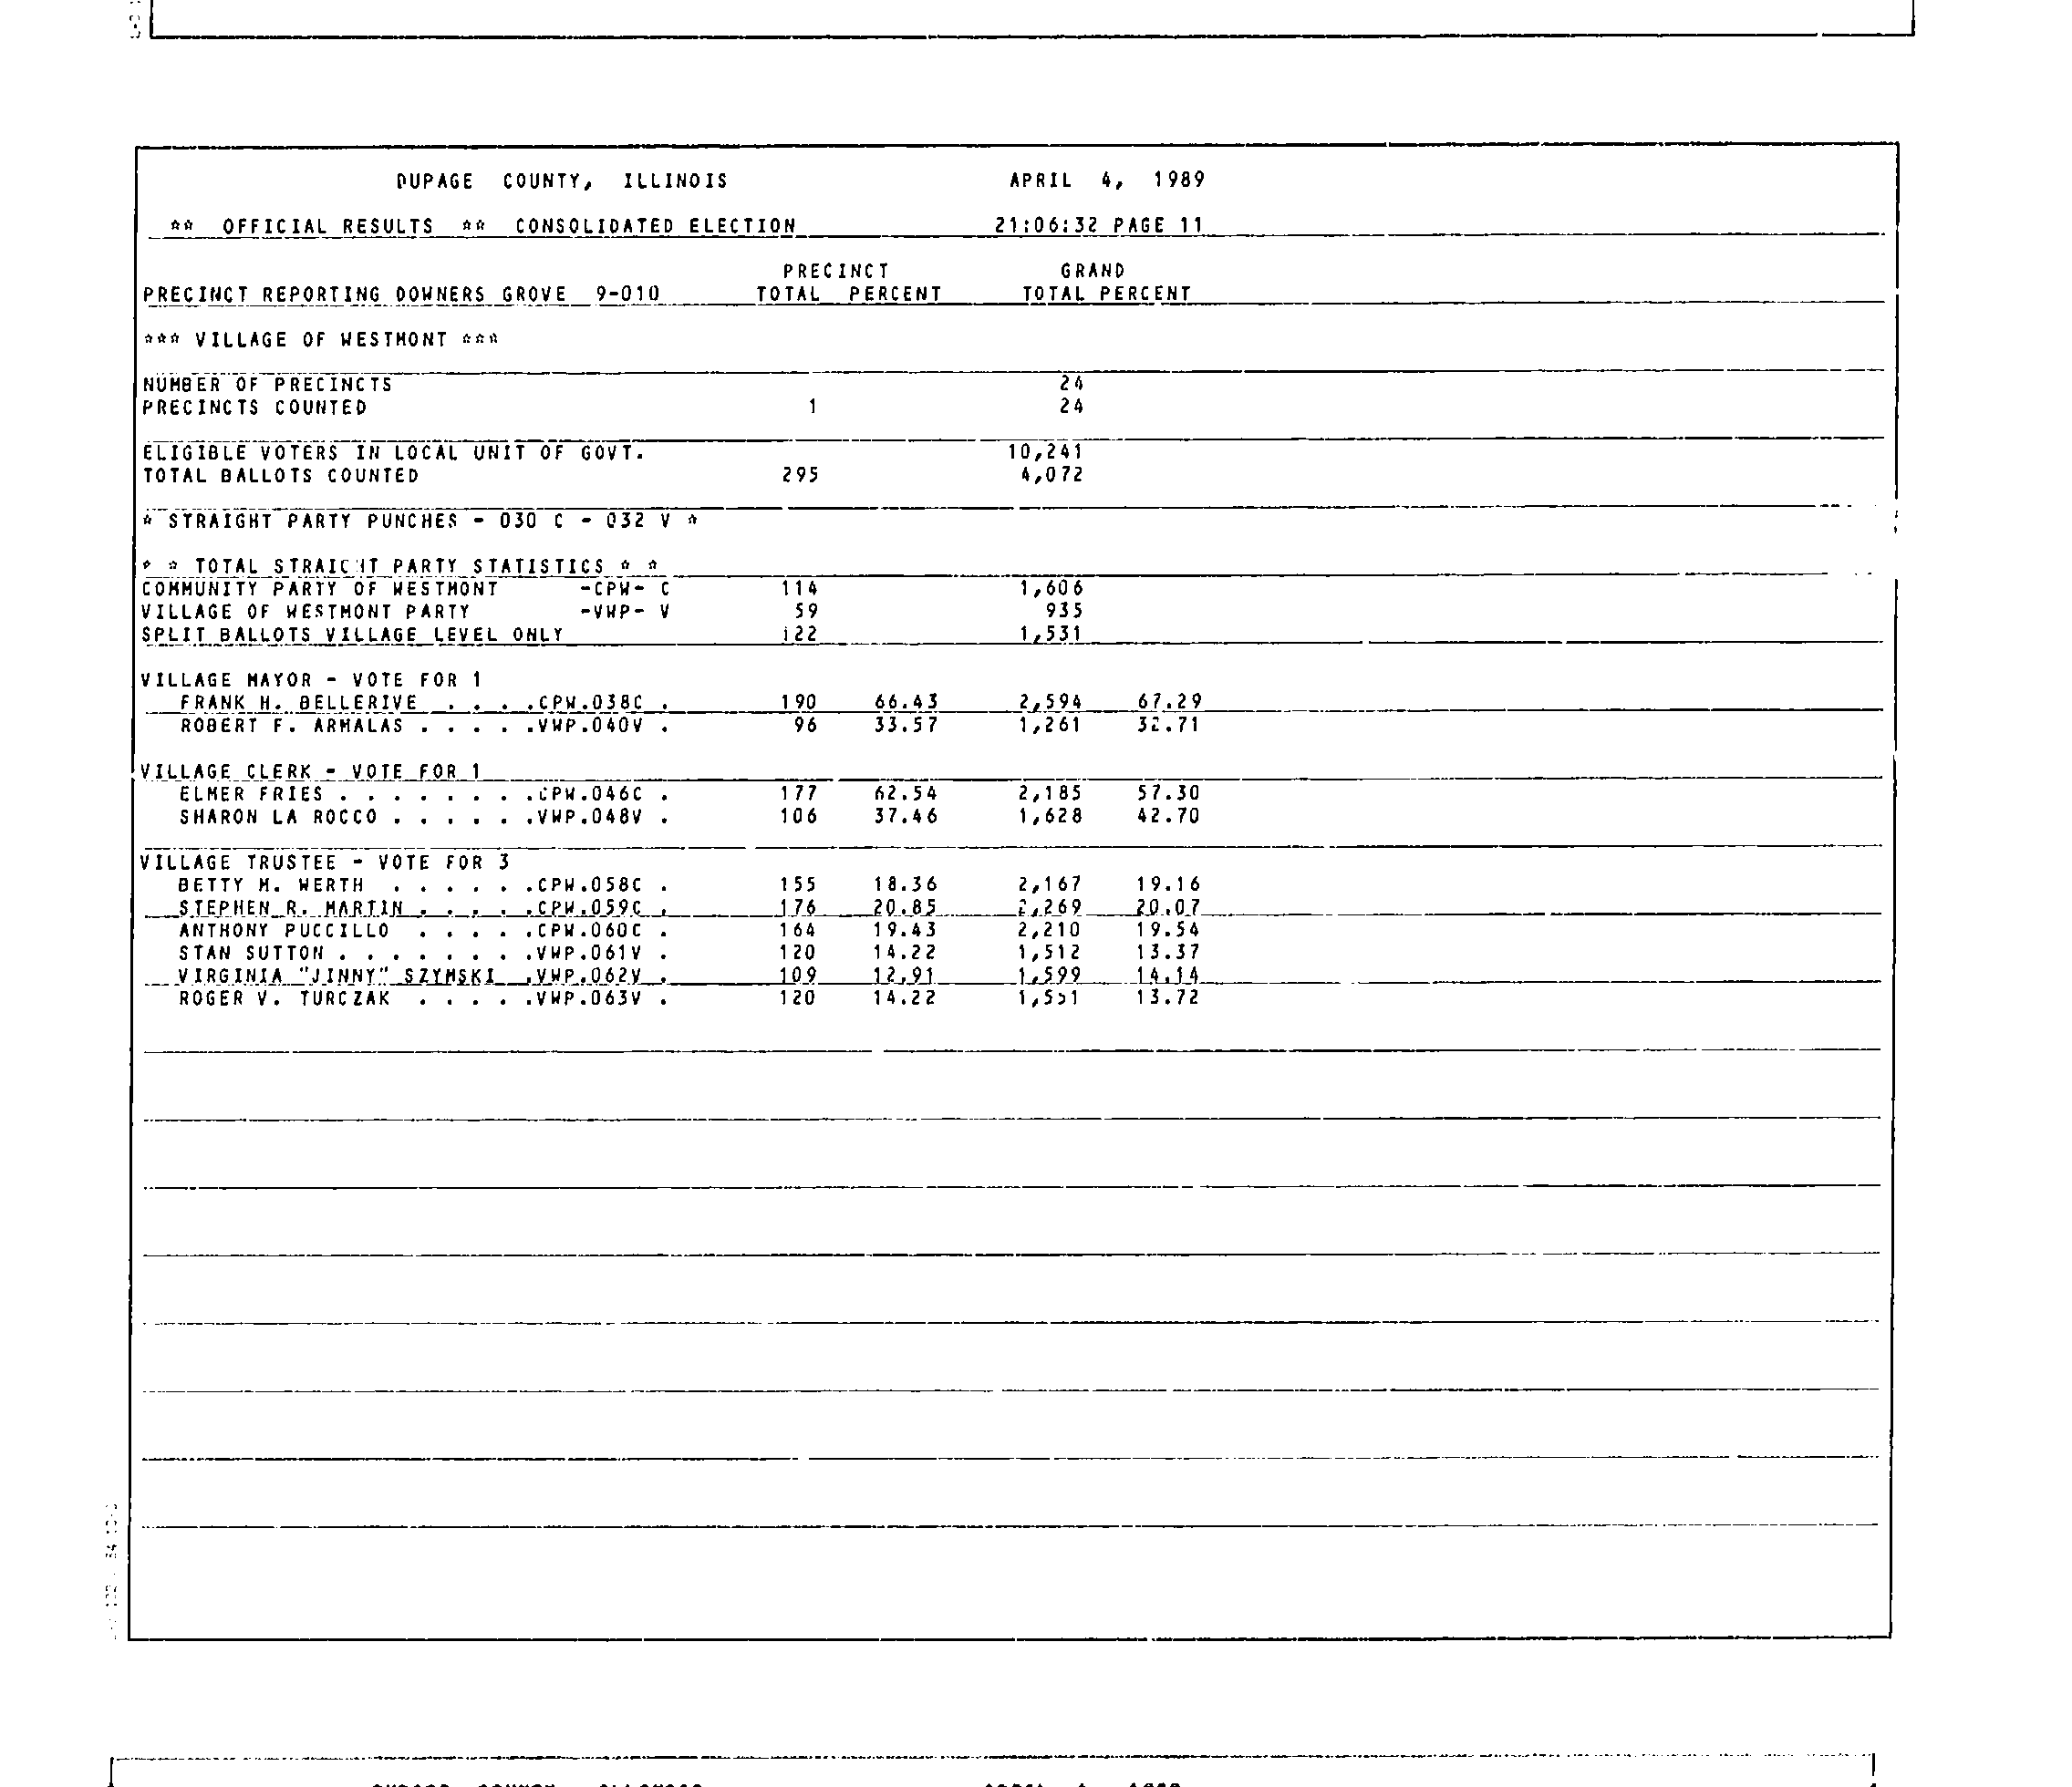 DUPAGE COUNTY, ILLINOIS APRIL 4, 1989
** OFFICIAL RESULTS ** CONSOLIDATED ELECTION 21:06:32 PAGE 11
PRECINCT GRAND
PRECINCT REPORTING DOWNERS GROVE 9-010 TOTAL PERCENT TOTAL PERCENT
*** VILLAGE OF WESTMONT ***
NUMBER OF PRECINCTS 24
PRECINCTS COUNTED 1 24
ELIGIBLE VOTERS IN LOCAL UNIT OF GOVT. 10,241
TOTAL BALLOTS COUNTED 295 4,072
* STRAIGHT PARTY PUNCHES - 030 C - 032 V *
* * TOTAL STRAIGHT PARTY STATISTICS * *
COMMUNITY PARTY OF WESTMONT -CPW- C 114 1,606
VILLAGE OF WESTMONT PARTY -VWP- V 59 935
SPLIT BALLOTS VILLAGE LEVEL ONLY 122 1,531
VILLAGE MAYOR - VOTE FOR 1
FRANK H. BELLERIVE . . . .CPW.038C . 190 66.43 2,594 67.29
ROBERT F. ARMALAS . . . . .VWP.040V . 96 33.57 1,261 32.71
VILLAGE CLERK - VOTE FOR 1
ELMER FRIES . . . . . . . .CPW.046C . 177 62.54 2,185 57.30
SHARON LA ROCCO . . . . . .VWP.048V . 106 37.46 1,628 42.70
VILLAGE TRUSTEE - VOTE FOR 3
BETTY M. WERTH . . . . . .CPW.058C . 155 18.36 2,167 19.16
STEPHEN R. MARTIN . . . . .CPW.059C . 176 20.85 2,269 20.07
ANTHONY PUCCILLO . . . . .CPW.060C . 164 19.43 2,210 19.54
STAN SUTTON . . . . . . . .VWP.061V . 120 14.22 1,512 13.37
VIRGINIA "JINNY" SZYMSKI .VWP.062V . 109 12.91 1,599 14.14
ROGER V. TURCZAK . . . . .VWP.063V . 120 14.22 1,551 13.72